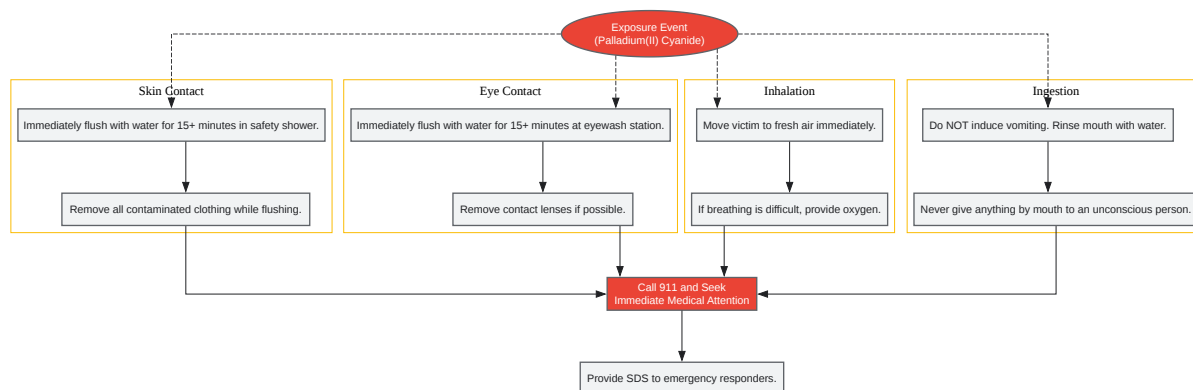 Exposure Event
(Palladium(II) Cyanide)
Skin Contact
Immediately flush with water for 15+ minutes in safety shower.
Remove all contaminated clothing while flushing.
Eye Contact
Immediately flush with water for 15+ minutes at eyewash station.
Remove contact lenses if possible.
Inhalation
Move victim to fresh air immediately.
If breathing is difficult, provide oxygen.
Ingestion
Do NOT induce vomiting. Rinse mouth with water.
Never give anything by mouth to an unconscious person.
Call 911 and Seek
Immediate Medical Attention
Provide SDS to emergency responders.